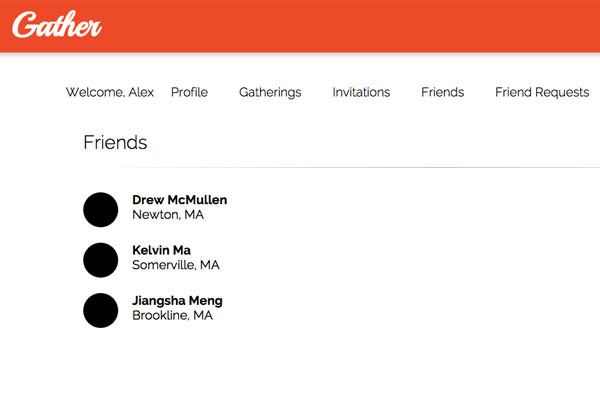 Gather
Welcome, Alex Profile Gatherings Invitations Friends Friend Requests
Friends
Drew McMullen
Newton, MA
Kelvin Ma
Somerville, MA
Jiangsha Meng
Brookline, MA